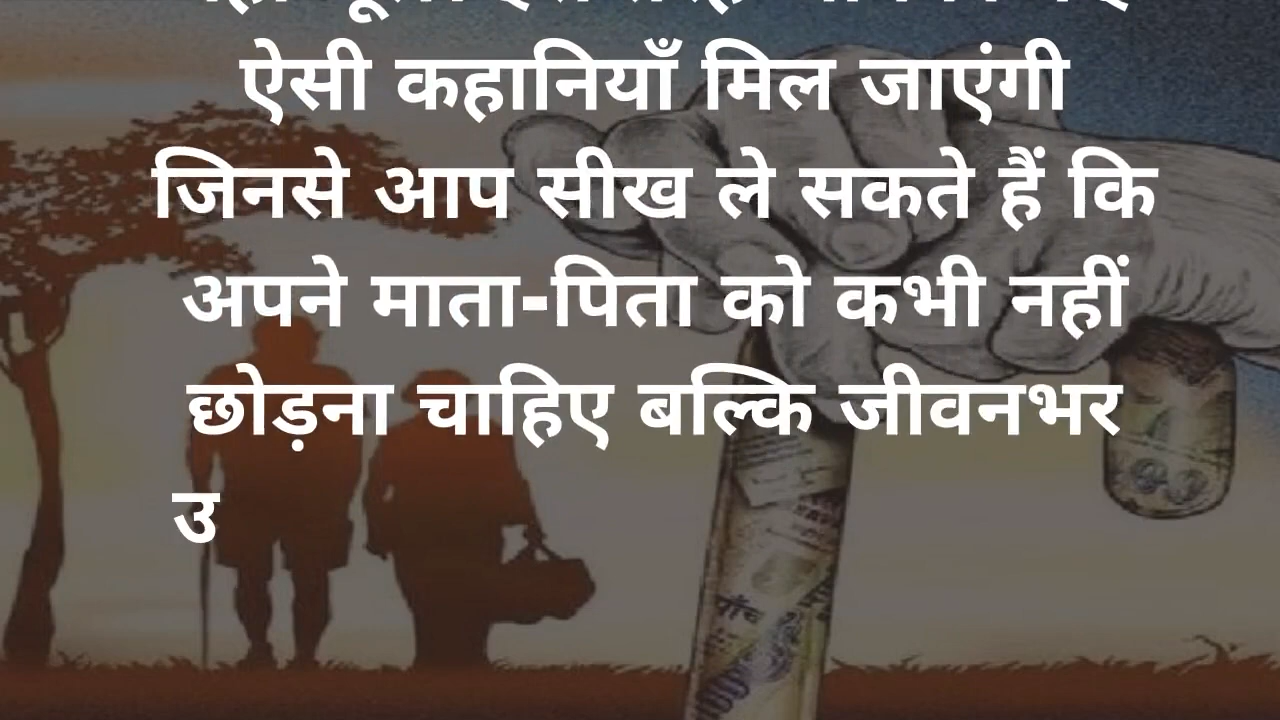 ऐसी कहानियाँ मिल जाएंगी
जिनसे आप सीख ले सकते हैं कि
अपने माता-पिता को कभी नहीं
छोड़ना चाहिए बल्कि जीवनभर
उ
पाँच